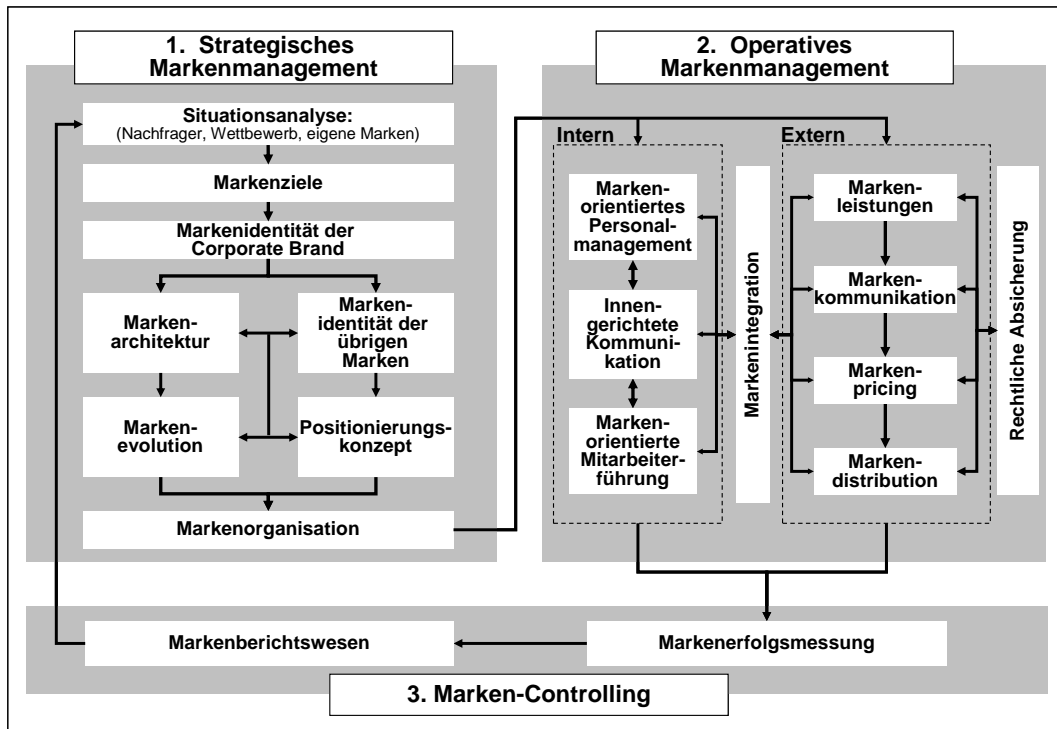 1. Strategisches
Markenmanagement
Situationsanalyse:
(Nachfrager, Wettbewerb, eigene Marken)
Markenziele
Markenidentität der
Corporate Brand
Marken-
architektur
Marken-
identität der
übrigen
Marken
Marken-
evolution
Positionierungs-
konzept
Markenorganisation
2. Operatives
Markenmanagement
Intern
Marken-
orientiertes
Personal-
management
Innen-
gerichtete
Kommuni-
kation
Marken-
orientierte
Mitarbeiter-
führung
Markenintegration
Extern
Marken-
leistungen
Marken-
kommunikation
Marken-
pricing
Marken-
distribution
Rechtliche Absicherung
Markenberichtswesen
Markenerfolgsmessung
3. Marken-Controlling